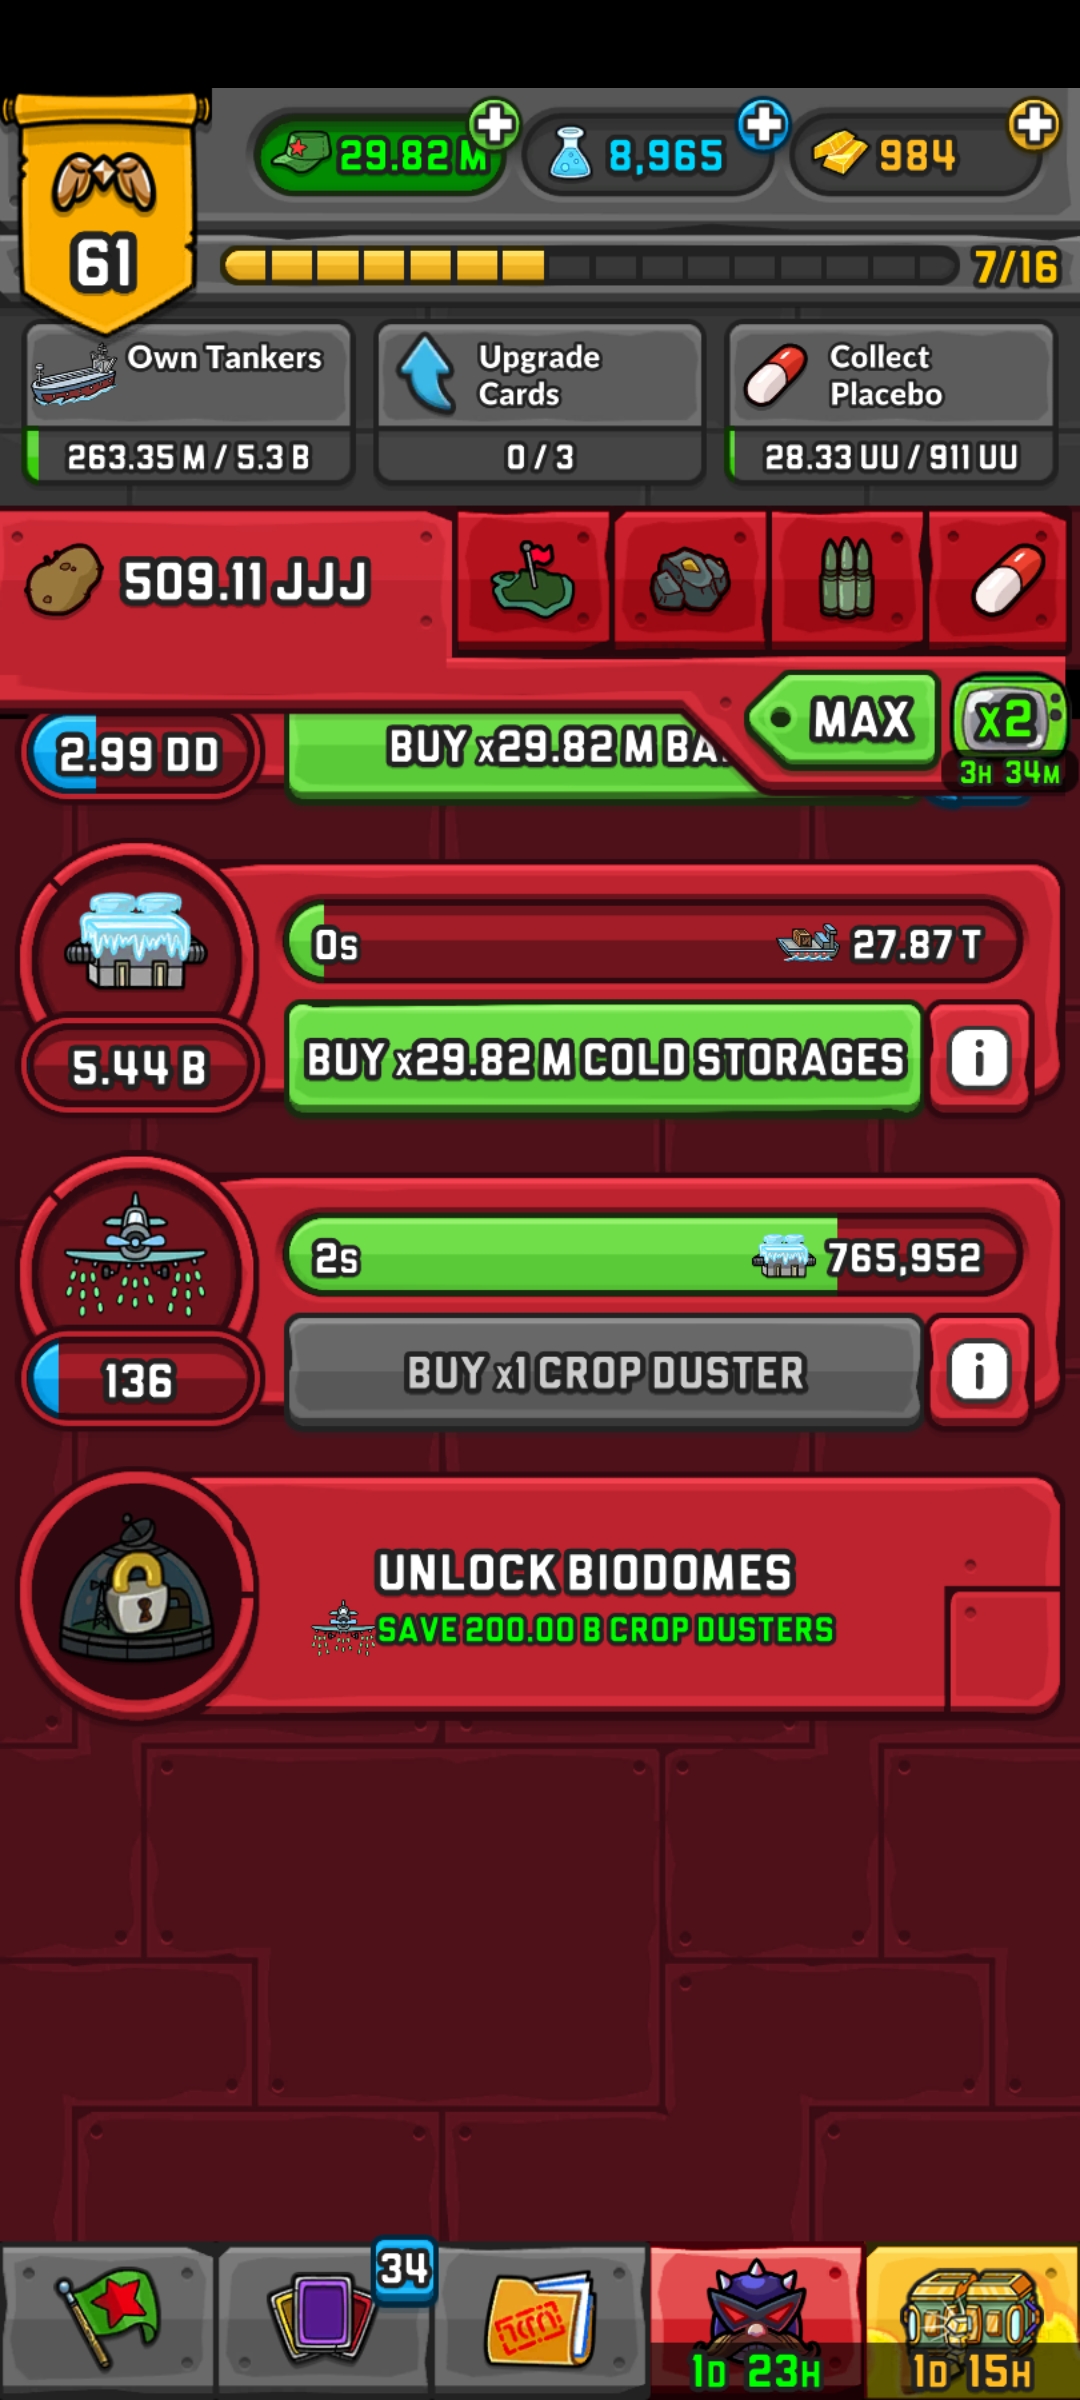 29.82 M
8,965
984
61
7/16
Own Tankers
263.35 M / 5.3 B
Upgrade
Cards
0 / 3
Collect
Placebo
28.33 UU / 911 UU
509.11 JJJ
MAX
x2
3H 34M
2.99 DD
BUY x29.82 M
0s
27.87 T
5.44 B
BUY x29.82 M COLD STORAGES
i
2s
765,952
136
BUY x1 CROP DUSTER
i
UNLOCK BIODOMES
SAVE 200.00 B CROP DUSTERS
34
1D 23H
1D 15H